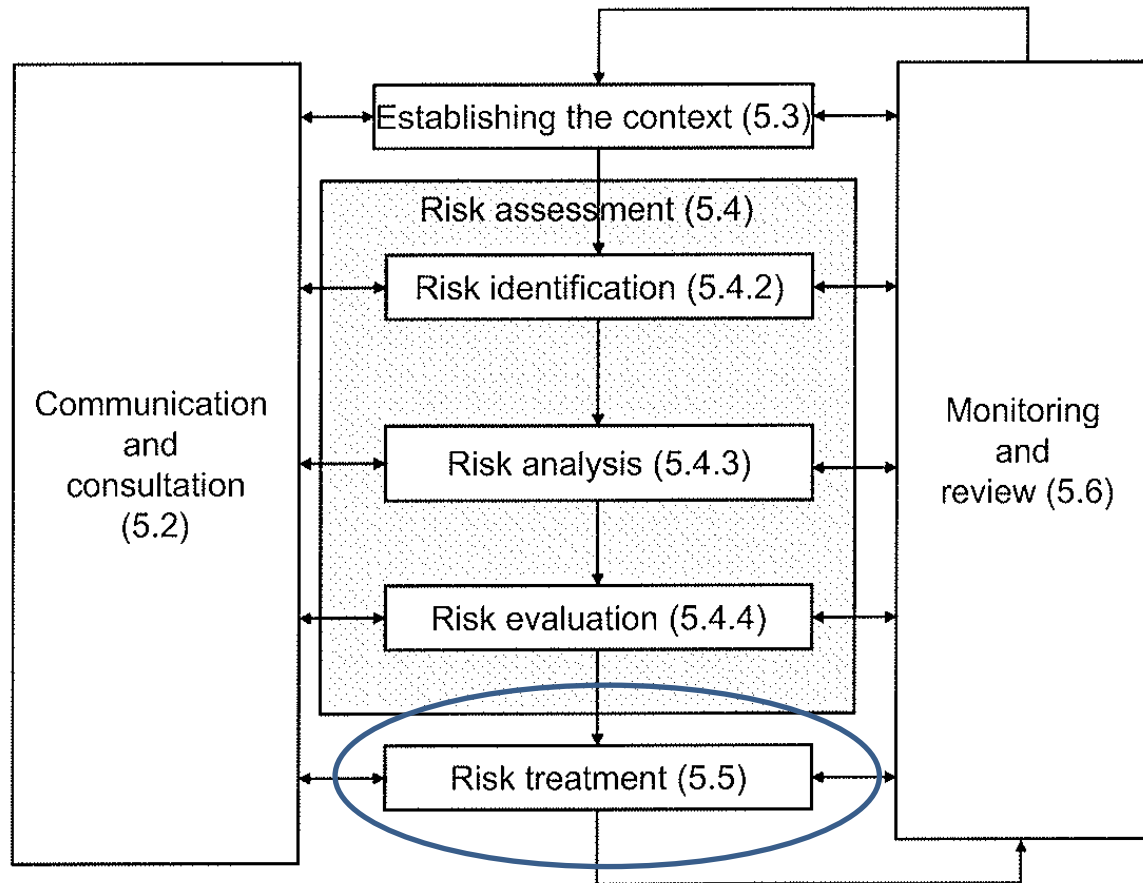 Establishing the context (5.3)
Risk assessment (5.4)
Risk identification (5.4.2)
Communication
and
consultation
(5.2)
Risk analysis (5.4.3)
Monitoring
and
review (5.6)
Risk evaluation (5.4.4)
Risk treatment (5.5)